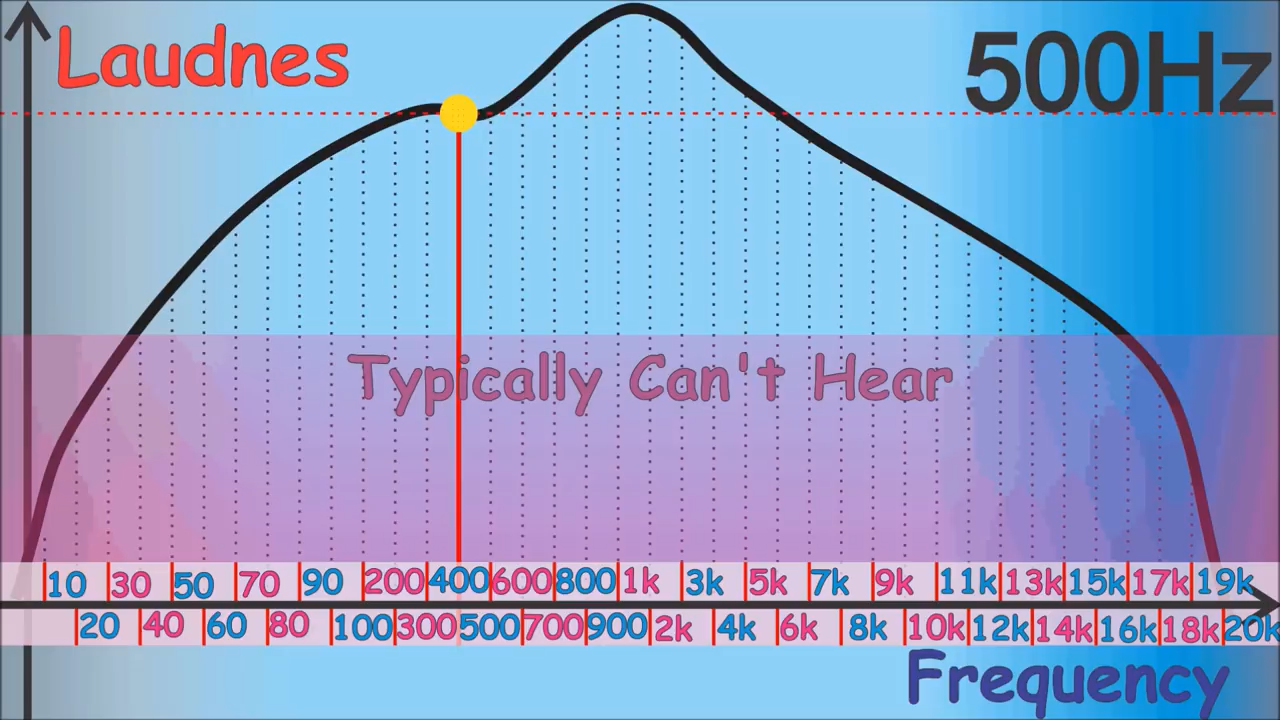 Laudnes
500Hz
Typically Can't Hear
10 30 50 70 90 200 400 600 800 1k 3k 5k 7k 9k 11k 13k 15k 17k 19k
20 40 60 80 100 300 500 700 900 2k 4k 6k 8k 10k 12k 14k 16k 18k 20k
Frequency